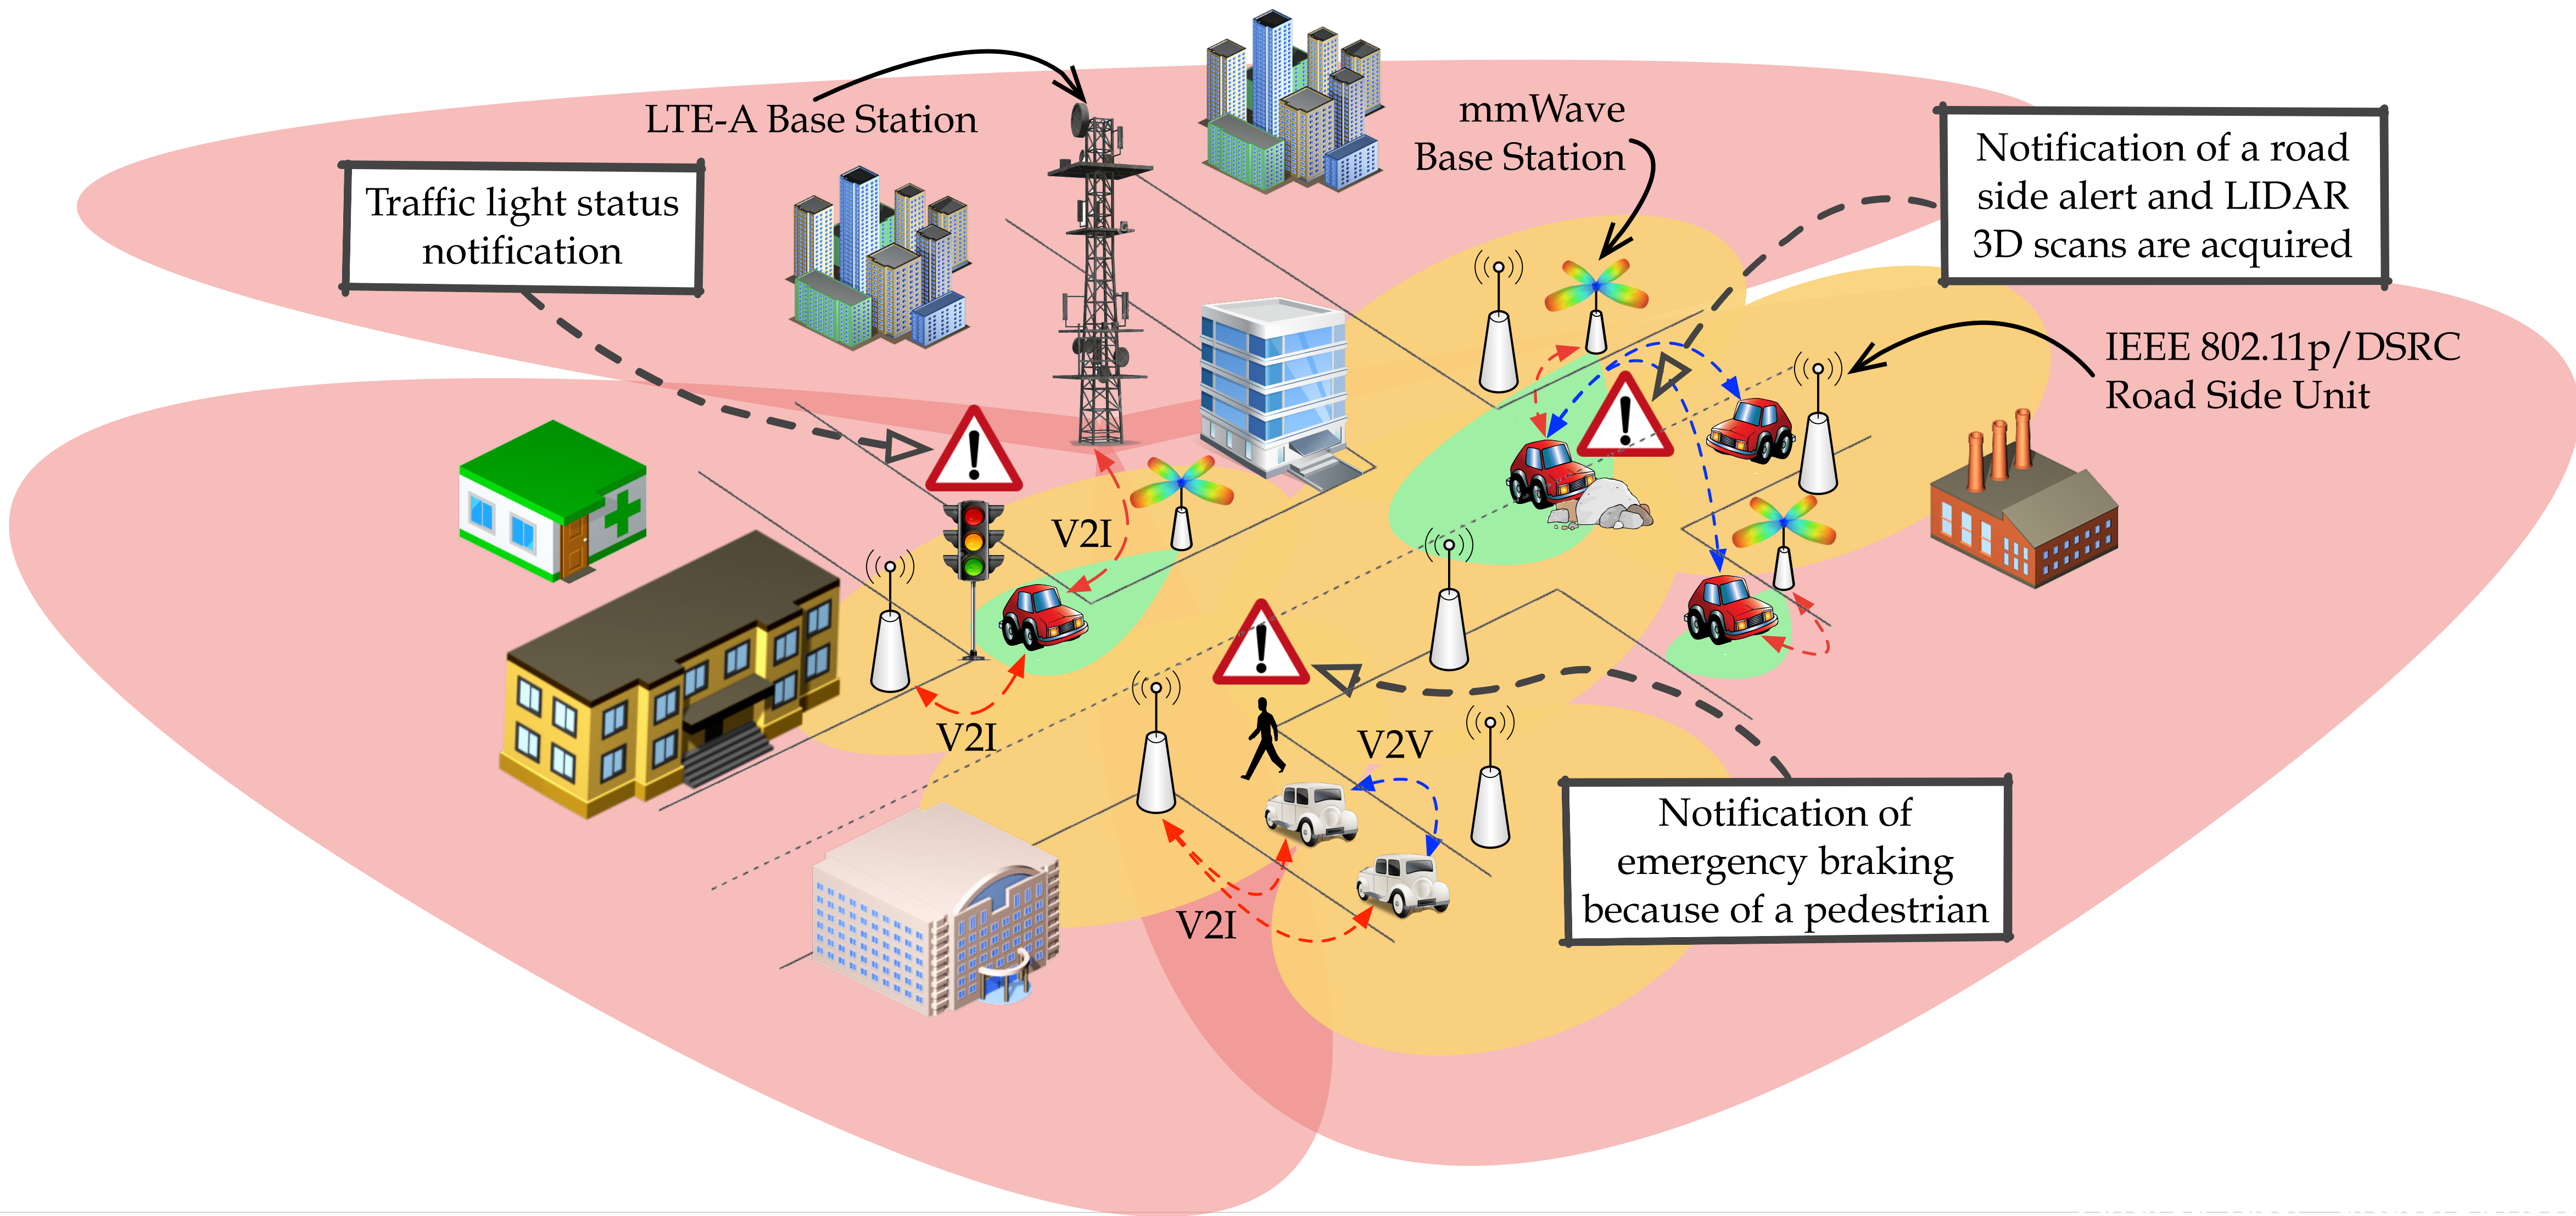 LTE-A Base Station
mmWave
Base Station
Notification of a road
side alert and LIDAR
3D scans are acquired
Traffic light status
notification
IEEE 802.11p/DSRC
Road Side Unit
V2I
V2I
V2V
V2I
Notification of
emergency braking
because of a pedestrian